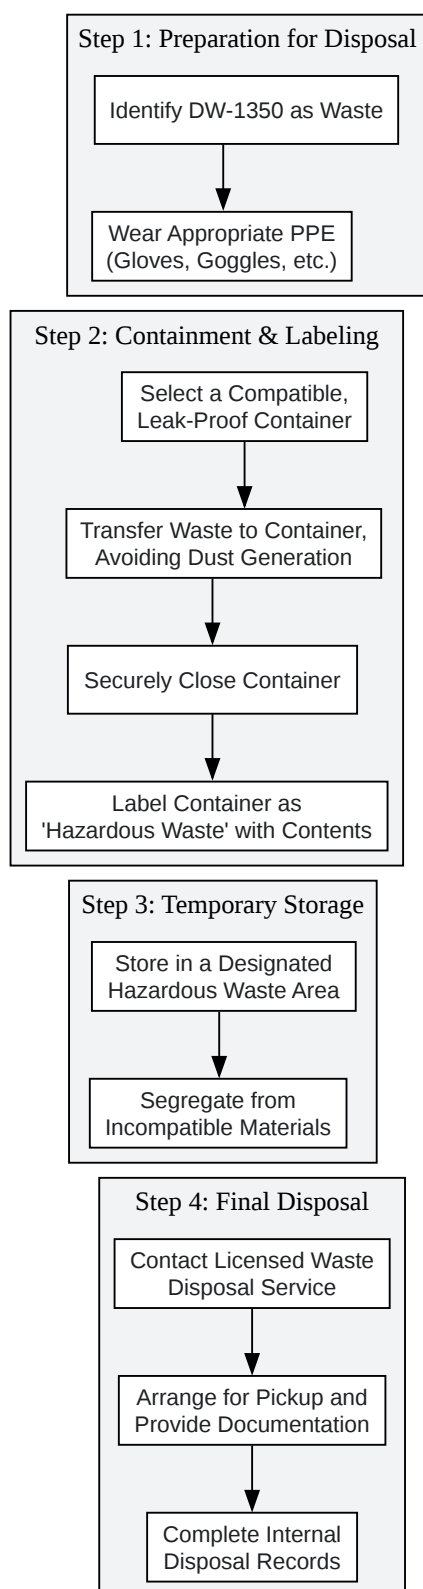 Step 1: Preparation for Disposal
Identify DW-1350 as Waste
Wear Appropriate PPE
(Gloves, Goggles, etc.)
Step 2: Containment & Labeling
Select a Compatible,
Leak-Proof Container
Transfer Waste to Container,
Avoiding Dust Generation
Securely Close Container
Label Container as
'Hazardous Waste' with Contents
Step 3: Temporary Storage
Store in a Designated
Hazardous Waste Area
Segregate from
Incompatible Materials
Step 4: Final Disposal
Contact Licensed Waste
Disposal Service
Arrange for Pickup and
Provide Documentation
Complete Internal
Disposal Records